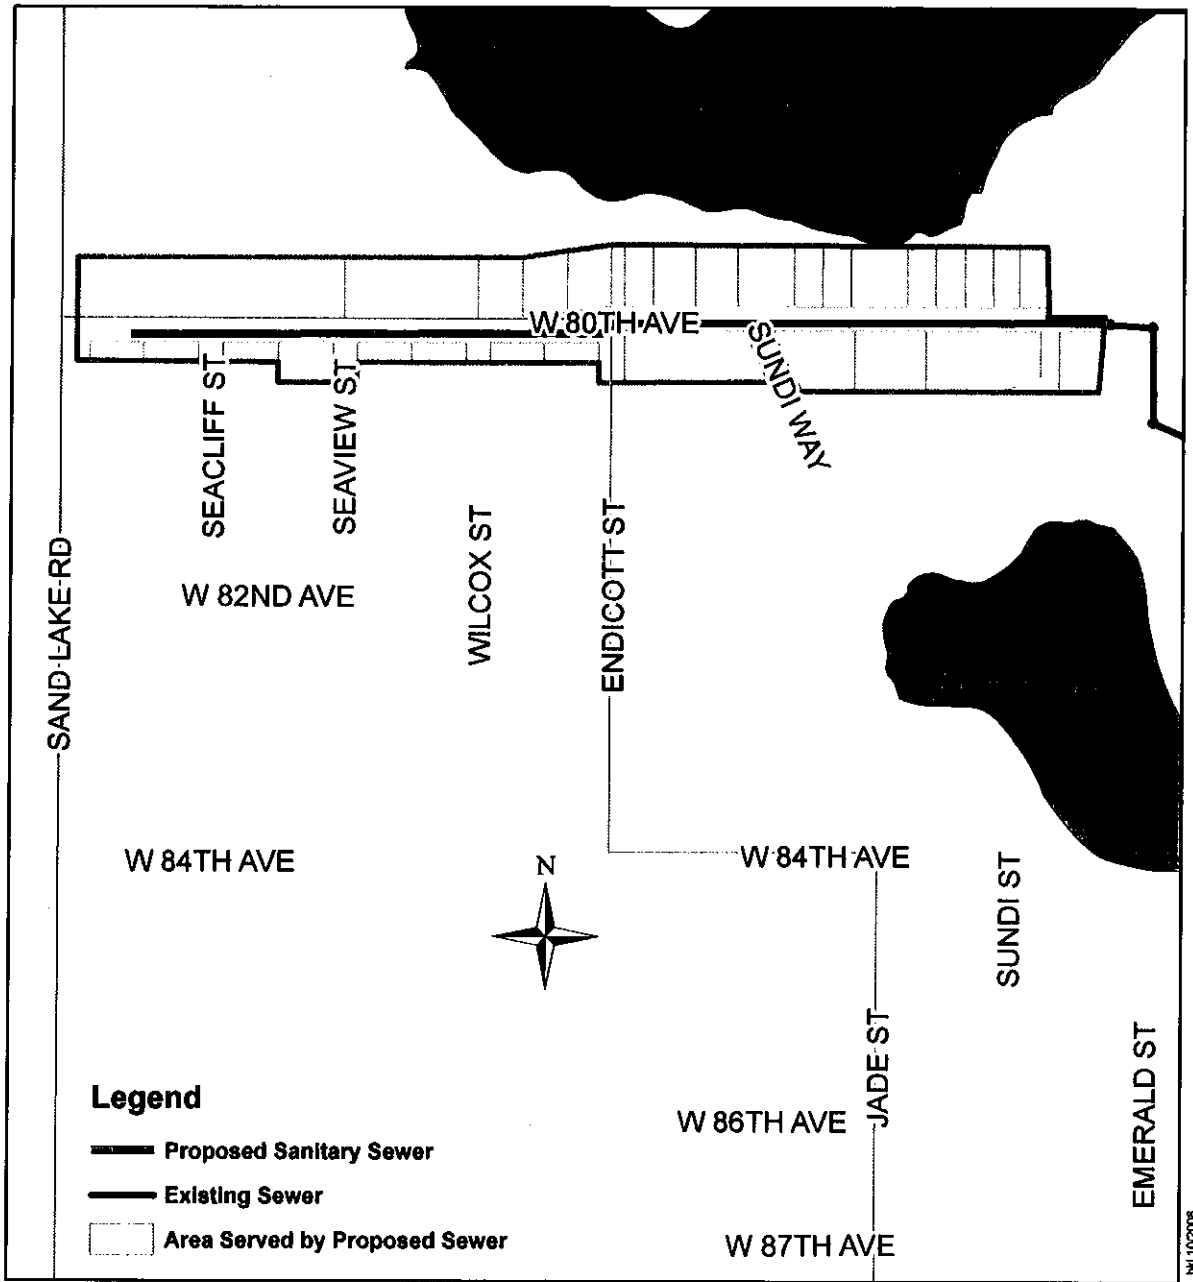 W 80TH AVE
SUNDI WAY
SEACLIFF ST
SEAVIEW ST
WILCOX ST
ENDICOTT ST
SAND LAKE RD
W 82ND AVE
W 84TH AVE
N
W 84TH AVE
SUNDI ST
JADE ST
EMERALD ST
W 86TH AVE
W 87TH AVE
Legend
Proposed Sanitary Sewer
Existing Sewer
Area Served by Proposed Sewer
10/2008